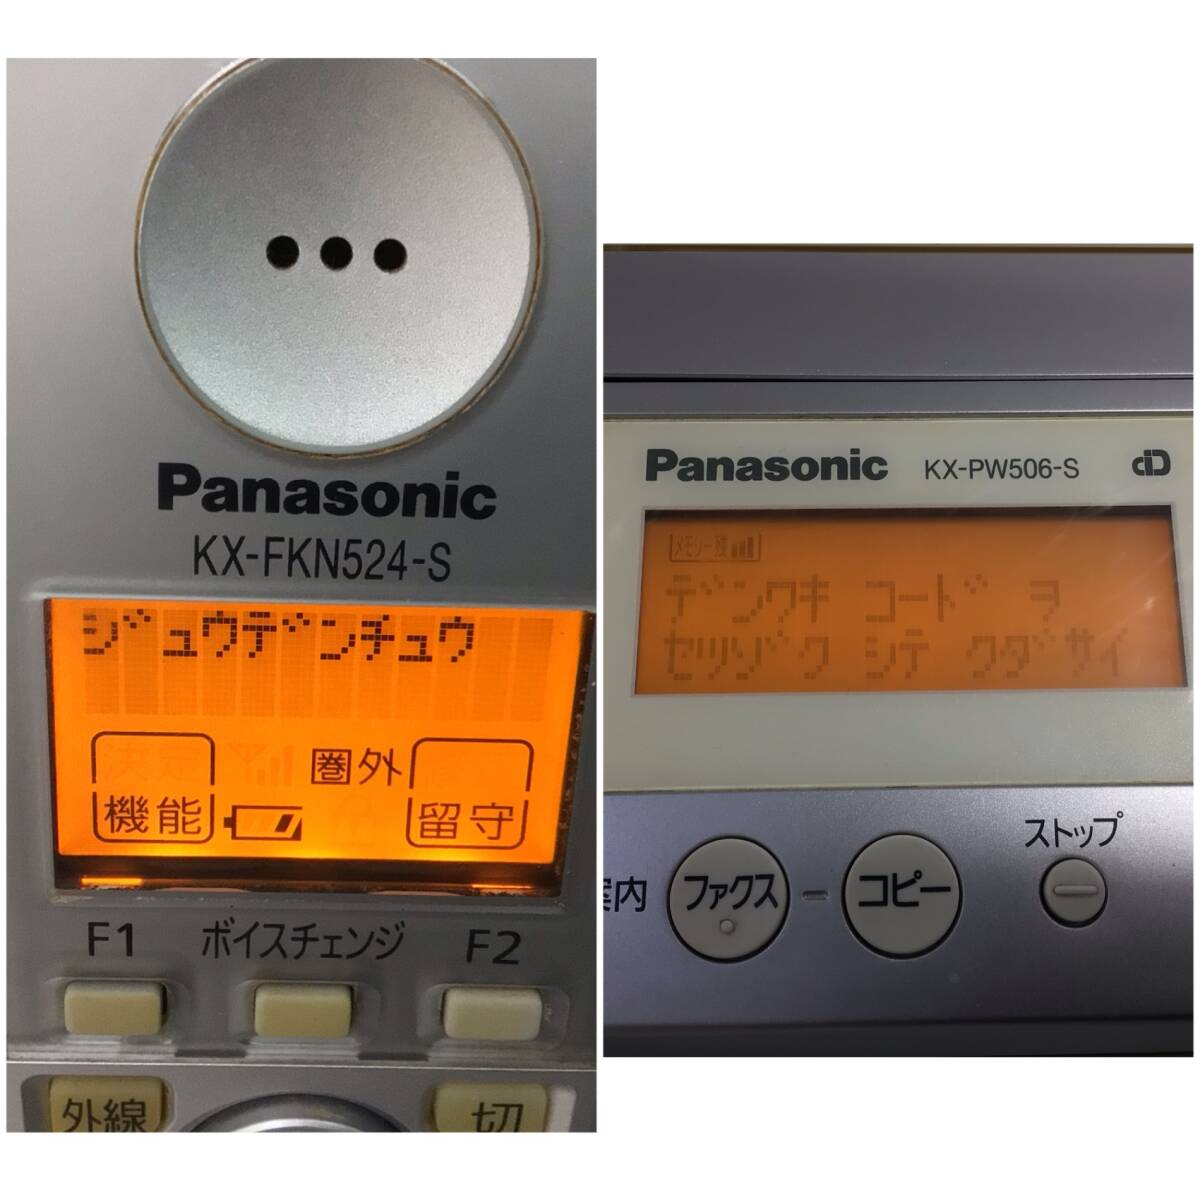 Panasonic
KX-FKN524-S
ジュウデンチュウ
決定
圏外
機能
留守
F1
ボイスチェンジ
F2
外線
切
Panasonic
KX-PW506-S
メモリー残
デンワキ コード ヲ
セツゾク シテ クダサイ
ストップ
案内
ファクス
コピー